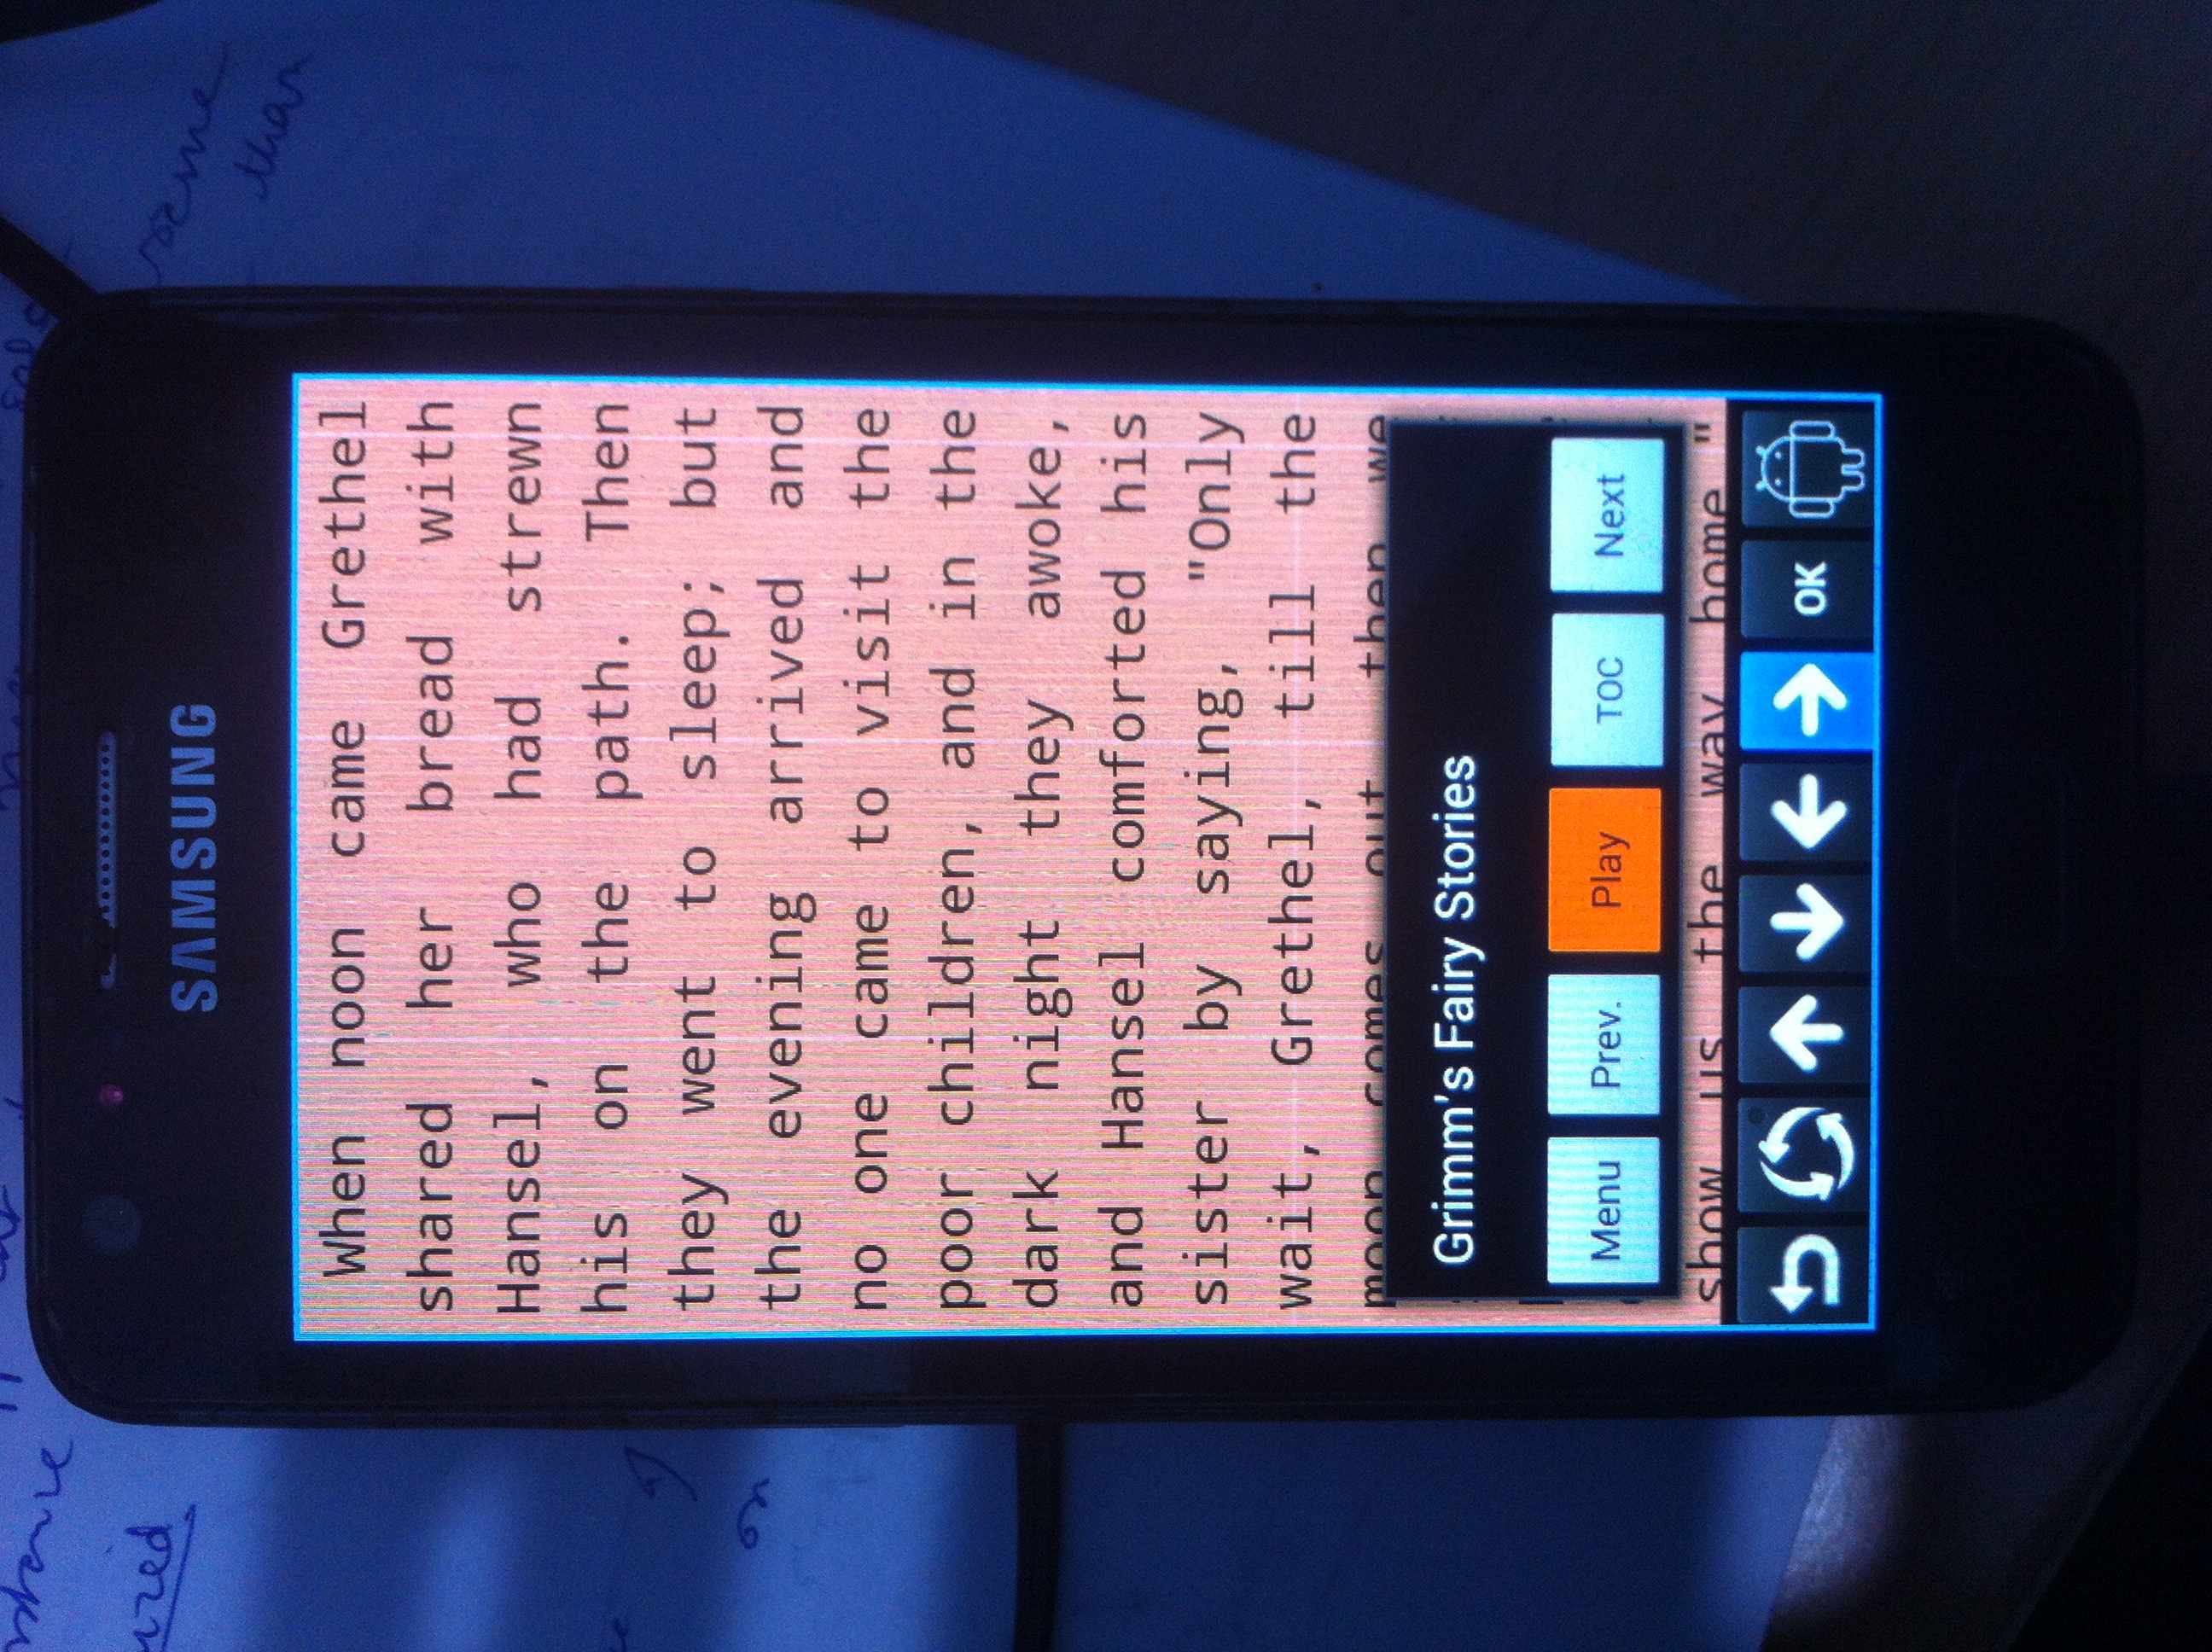 SAMSUNG
When noon came Grethel
shared her bread with
Hansel, who had strewn
his on the path. Then
they went to sleep; but
the evening arrived and
no one came to visit the
poor children, and in the
dark night they awoke,
and Hansel comforted his
sister by saying, "Only
wait, Grethel, till the
moon comes out, then we
Grimm's Fairy Stories
Menu Prev. Play TOC Next
show us the way home."
OK
on
than